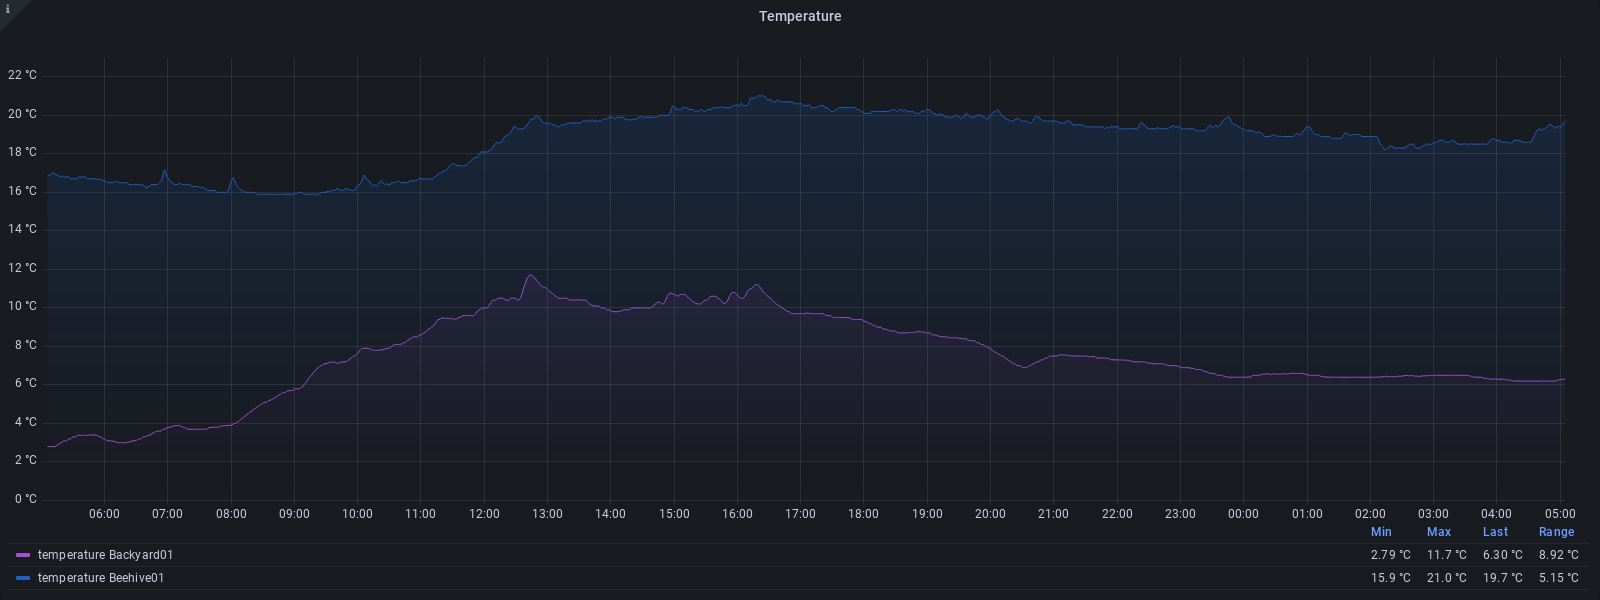 i
Temperature
22 °C
20 °C
18 °C
16 °C
14 °C
12 °C
10 °C
8 °C
6 °C
4 °C
2 °C
0 °C
06:00 07:00 08:00 09:00 10:00 11:00 12:00 13:00 14:00 15:00 16:00 17:00 18:00 19:00 20:00 21:00 22:00 23:00 00:00 01:00 02:00 03:00 04:00 05:00
Min Max Last Range
temperature Backyard01 2.79 °C 11.7 °C 6.30 °C 8.92 °C
temperature Beehive01 15.9 °C 21.0 °C 19.7 °C 5.15 °C